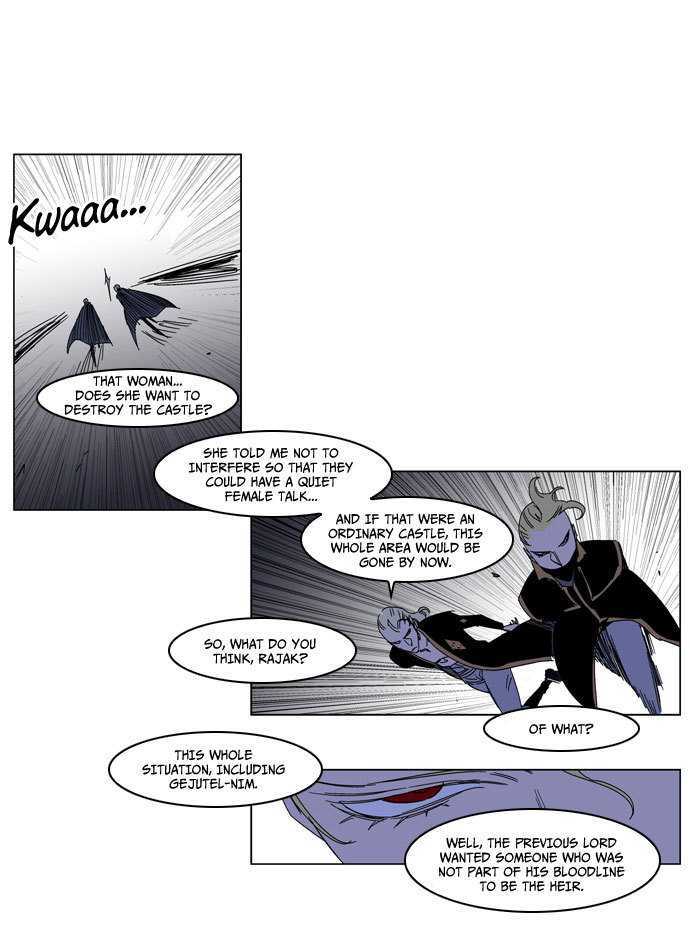 Kwaaa...
THAT WOMAN...
DOES SHE WANT TO
DESTROY THE CASTLE?
SHE TOLD ME NOT TO
INTERFERE SO THAT THEY
COULD HAVE A QUIET
FEMALE TALK...
AND IF THAT WERE AN
ORDINARY CASTLE, THIS
WHOLE AREA WOULD BE
GONE BY NOW.
SO, WHAT DO YOU
THINK, RAJAK?
OF WHAT?
THIS WHOLE
SITUATION, INCLUDING
GEJUTEL-NIM.
WELL, THE PREVIOUS LORD
WANTED SOMEONE WHO WAS
NOT PART OF HIS BLOODLINE
TO BE THE HEIR.